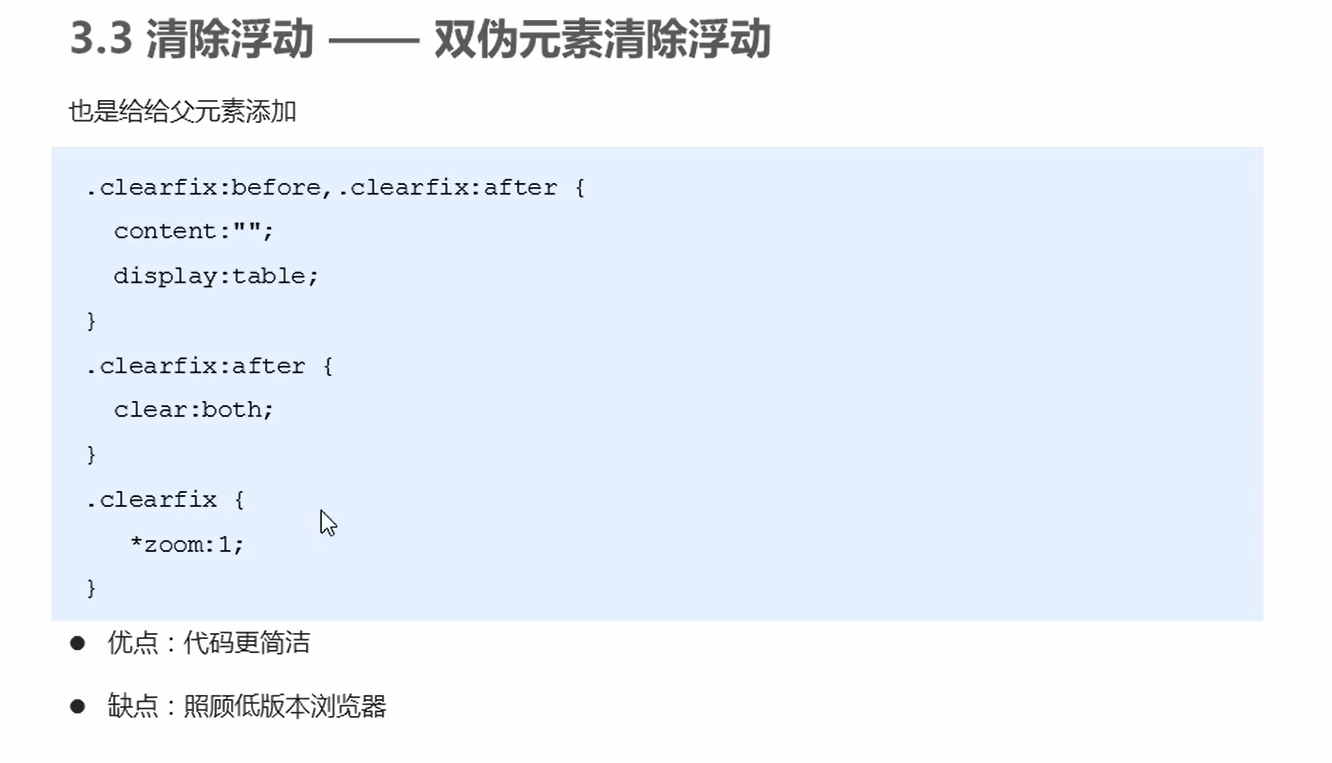 3.3 清除浮动 —— 双伪元素清除浮动
也是给给父元素添加
.clearfix:before,.clearfix:after {
content:"";
display:table;
}
.clearfix:after {
clear:both;
}
.clearfix {
*zoom:1;
}
● 优点：代码更简洁
● 缺点：照顾低版本浏览器